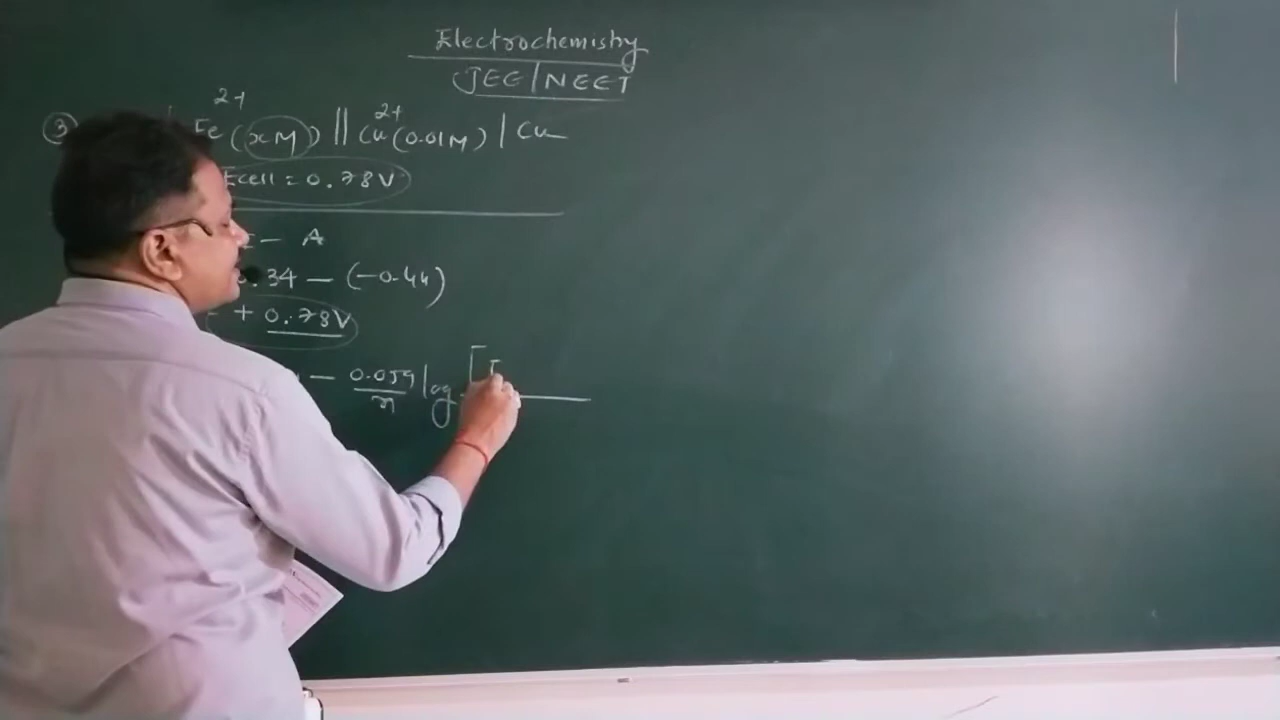 Electrochemistry
JEE/NEET
③ | Fe²⁺ (xM) || Cu²⁺ (0.01M) | Cu
Ecell = 0.78V
— A
.34 — (-0.44)
+ 0.78V
— 0.059/n log [